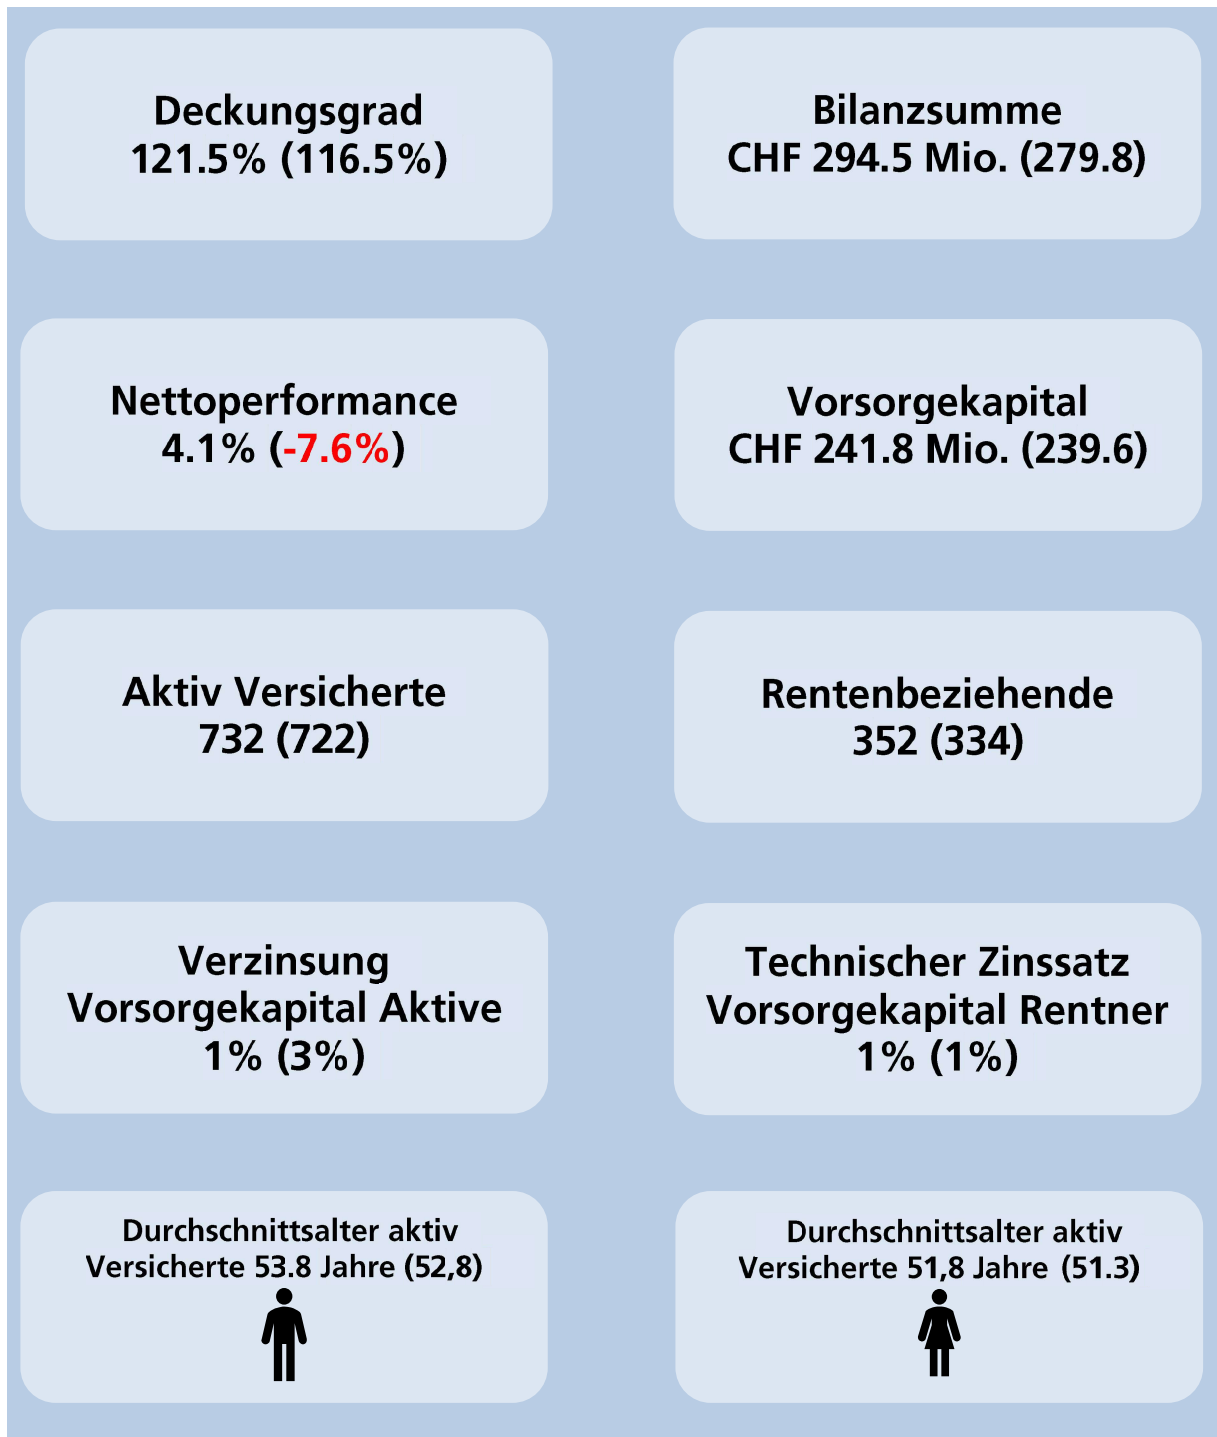 Deckungsgrad
121.5% (116.5%)
Bilanzsumme
CHF 294.5 Mio. (279.8)
Nettoperformance
4.1% (-7.6%)
Vorsorgekapital
CHF 241.8 Mio. (239.6)
Aktiv Versicherte
732 (722)
Rentenbeziehende
352 (334)
Verzinsung
Vorsorgekapital Aktive
1% (3%)
Technischer Zinssatz
Vorsorgekapital Rentner
1% (1%)
Durchschnittsalter aktiv
Versicherte 53.8 Jahre (52,8)
Durchschnittsalter aktiv
Versicherte 51,8 Jahre (51.3)